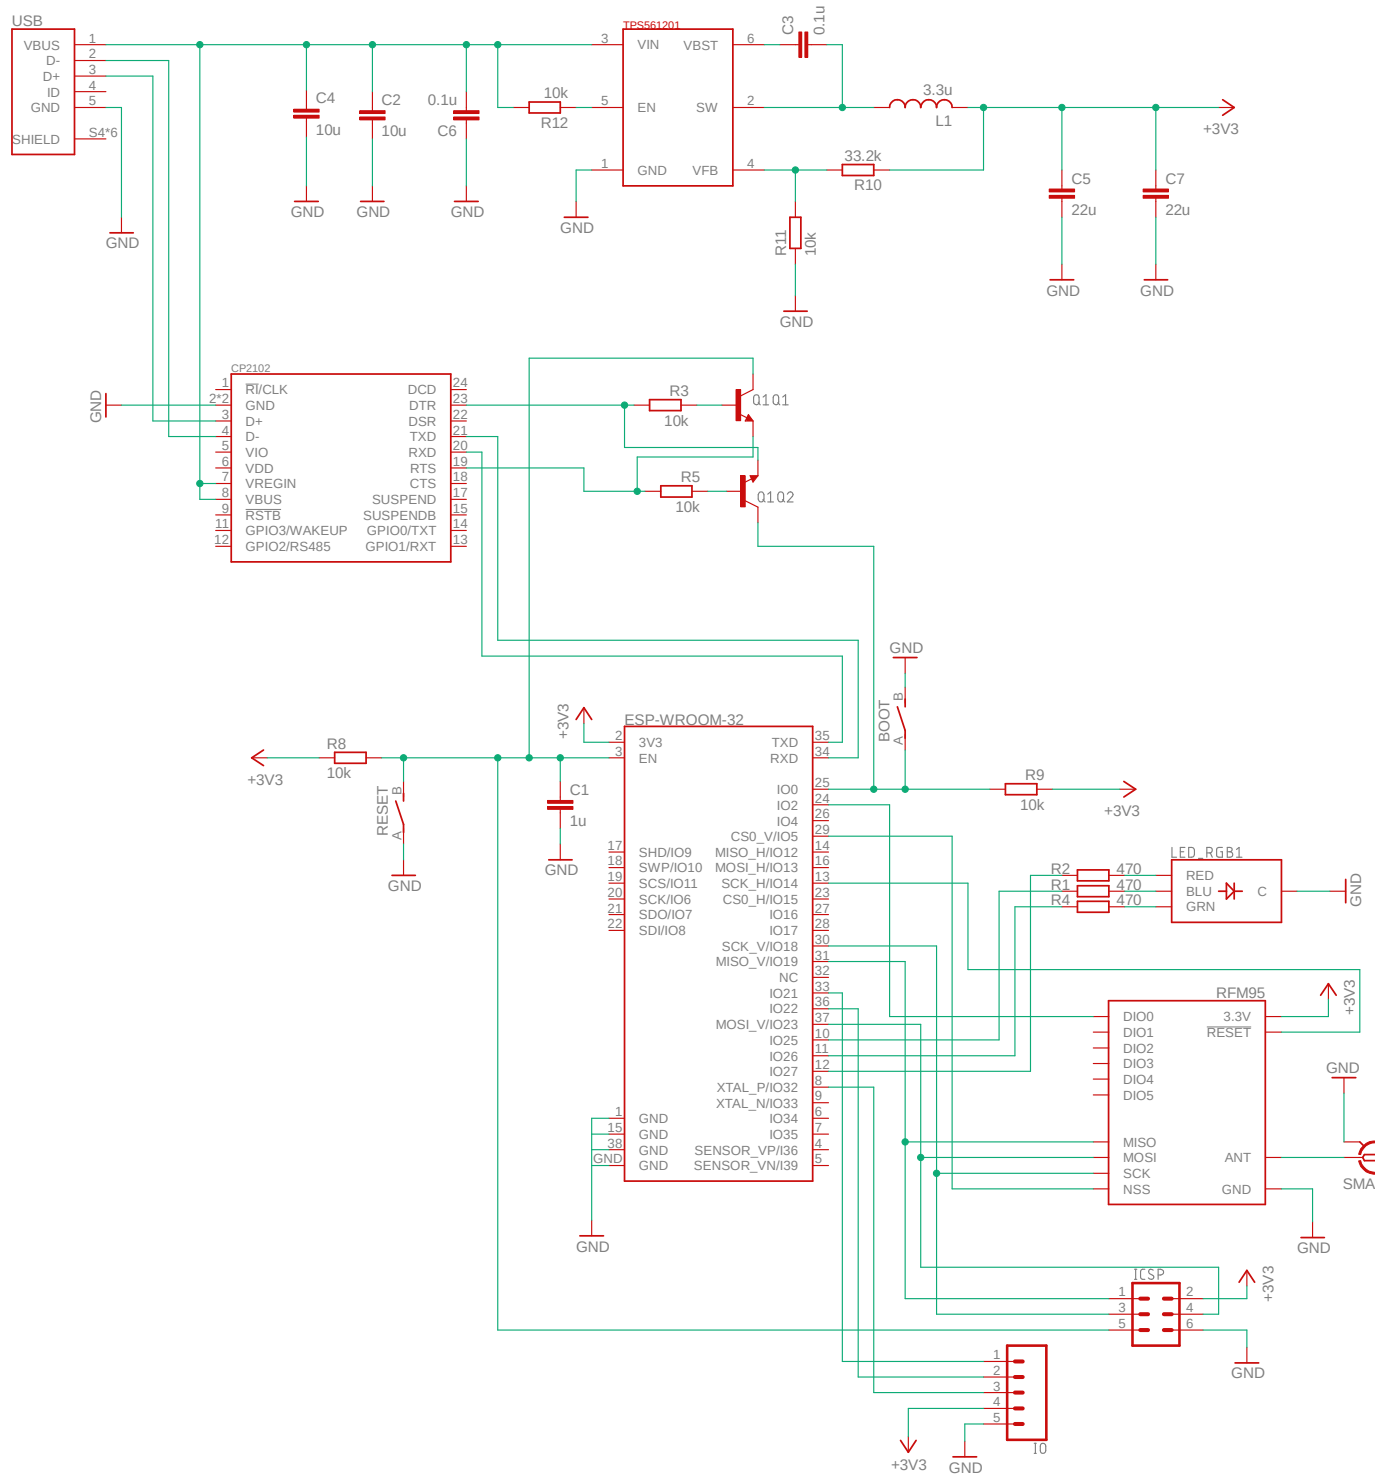 USB
VBUS 1
D- 2
D+ 3
ID 4
GND 5
SHIELD S4*6
GND
C4
10u
GND
C2
10u
GND
0.1u
C6
GND
10k
R12
TPS561201
3 VIN
5 EN
1 GND
VBST 6
SW 2
VFB 4
GND
C3
0.1u
3.3u
L1
33.2k
R10
R11
10k
GND
C5
22u
GND
C7
22u
GND
+3V3
CP2102
GND
1 RI/CLK
2*2 GND
3 D+
4 D-
5 VIO
6 VDD
7 VREGIN
8 VBUS
9 RSTB
11 GPIO3/WAKEUP
12 GPIO2/RS485
DCD 24
DTR 23
DSR 22
TXD 21
RXD 20
RTS 19
CTS 18
SUSPEND 17
SUSPENDB 15
GPIO0/TXT 14
GPIO1/RXT 13
R3
10k
Q1Q1
R5
10k
Q1Q2
GND
BOOT
B
A
R9
10k
+3V3
+3V3
R8
10k
RESET
B
A
GND
C1
1u
GND
+3V3
ESP-WROOM-32
2 3V3
3 EN
17 SHD/IO9
18 SWP/IO10
19 SCS/IO11
20 SCK/IO6
21 SDO/IO7
22 SDI/IO8
1 GND
15 GND
38 GND
GND GND
GND
TXD 35
RXD 34
IO0 25
IO2 24
IO4 26
CS0_V/IO5 29
MISO_H/IO12 14
MOSI_H/IO13 16
SCK_H/IO14 13
CS0_H/IO15 23
IO16 27
IO17 28
SCK_V/IO18 30
MISO_V/IO19 31
NC 32
IO21 33
IO22 36
MOSI_V/IO23 37
IO25 10
IO26 11
IO27 12
XTAL_P/IO32 8
XTAL_N/IO33 9
IO34 6
IO35 7
SENSOR_VP/I36 4
SENSOR_VN/I39 5
R2 470
R1 470
R4 470
LED_RGB1
RED
BLU C
GRN
GND
RFM95
DIO0
DIO1
DIO2
DIO3
DIO4
DIO5
MISO
MOSI
SCK
NSS
3.3V
RESET
ANT
GND
+3V3
GND
SMA
GND
ICSP
1 2
3 4
5 6
+3V3
GND
1
2
3
4
5
IO
+3V3
GND